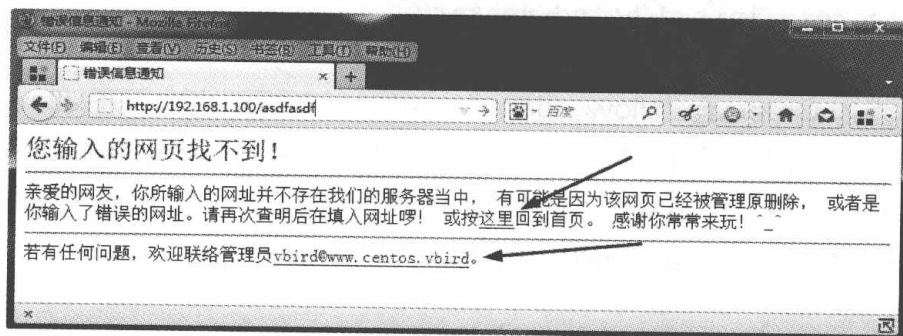 错误信息通知 - Mozilla Firefox
文件(F) 编辑(E) 查看(V) 历史(S) 书签(B) 工具(T) 帮助(H)
错误信息通知
http://192.168.1.100/asdfasdf 百度
您输入的网页找不到！
亲爱的网友，你所输入的网址并不存在我们的服务器当中， 有可能是因为该网页已经被管理原删除， 或者是
你输入了错误的网址。请再次查明后在填入网址啰！ 或按这里回到首页。 感谢你常常来玩！^_^
若有任何问题，欢迎联络管理员vbird@www.centos.vbird。